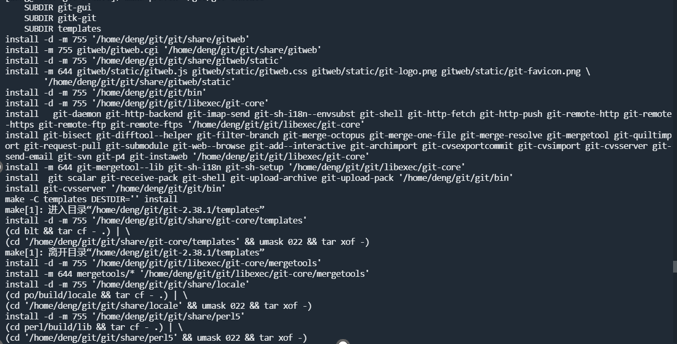 SUBDIR git-gui
SUBDIR gitk-git
SUBDIR templates
install -d -m 755 '/home/deng/git/git/share/gitweb'
install -m 755 gitweb/gitweb.cgi '/home/deng/git/git/share/gitweb'
install -d -m 755 '/home/deng/git/git/share/gitweb/static'
install -m 644 gitweb/static/gitweb.js gitweb/static/gitweb.css gitweb/static/git-logo.png gitweb/static/git-favicon.png \
'/home/deng/git/git/share/gitweb/static'
install -d -m 755 '/home/deng/git/git/bin'
install -d -m 755 '/home/deng/git/git/libexec/git-core'
install   git-daemon git-http-backend git-imap-send git-sh-i18n--envsubst git-shell git-http-fetch git-http-push git-remote-http git-remote
-https git-remote-ftp git-remote-ftps '/home/deng/git/git/libexec/git-core'
install git-bisect git-difftool--helper git-filter-branch git-merge-octopus git-merge-one-file git-merge-resolve git-mergetool git-quiltimp
ort git-request-pull git-submodule git-web--browse git-add--interactive git-archimport git-cvsexportcommit git-cvsimport git-cvsserver git-
send-email git-svn git-p4 git-instaweb '/home/deng/git/git/libexec/git-core'
install -m 644 git-mergetool--lib git-sh-i18n git-sh-setup '/home/deng/git/git/libexec/git-core'
install  git scalar git-receive-pack git-shell git-upload-archive git-upload-pack '/home/deng/git/git/bin'
install git-cvsserver '/home/deng/git/git/bin'
make -C templates DESTDIR='' install
make[1]: 进入目录“/home/deng/git/git-2.38.1/templates”
install -d -m 755 '/home/deng/git/git/share/git-core/templates'
(cd blt && tar cf - .) | \
(cd '/home/deng/git/git/share/git-core/templates' && umask 022 && tar xof -)
make[1]: 离开目录“/home/deng/git/git-2.38.1/templates”
install -d -m 755 '/home/deng/git/git/libexec/git-core/mergetools'
install -m 644 mergetools/* '/home/deng/git/git/libexec/git-core/mergetools'
install -d -m 755 '/home/deng/git/git/share/locale'
(cd po/build/locale && tar cf - .) | \
(cd '/home/deng/git/git/share/locale' && umask 022 && tar xof -)
install -d -m 755 '/home/deng/git/git/share/perl5'
(cd perl/build/lib && tar cf - .) | \
(cd '/home/deng/git/git/share/perl5' && umask 022 && tar xof -)